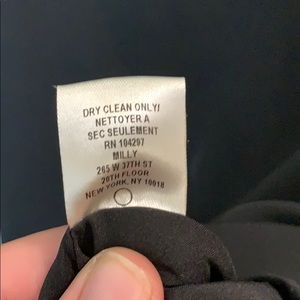 DRY CLEAN ONLY/
NETTOYER A
SEC SEULEMENT
RN 104297
MILLY
265 W 37TH ST
20TH FLOOR
NEW YORK, NY 10018